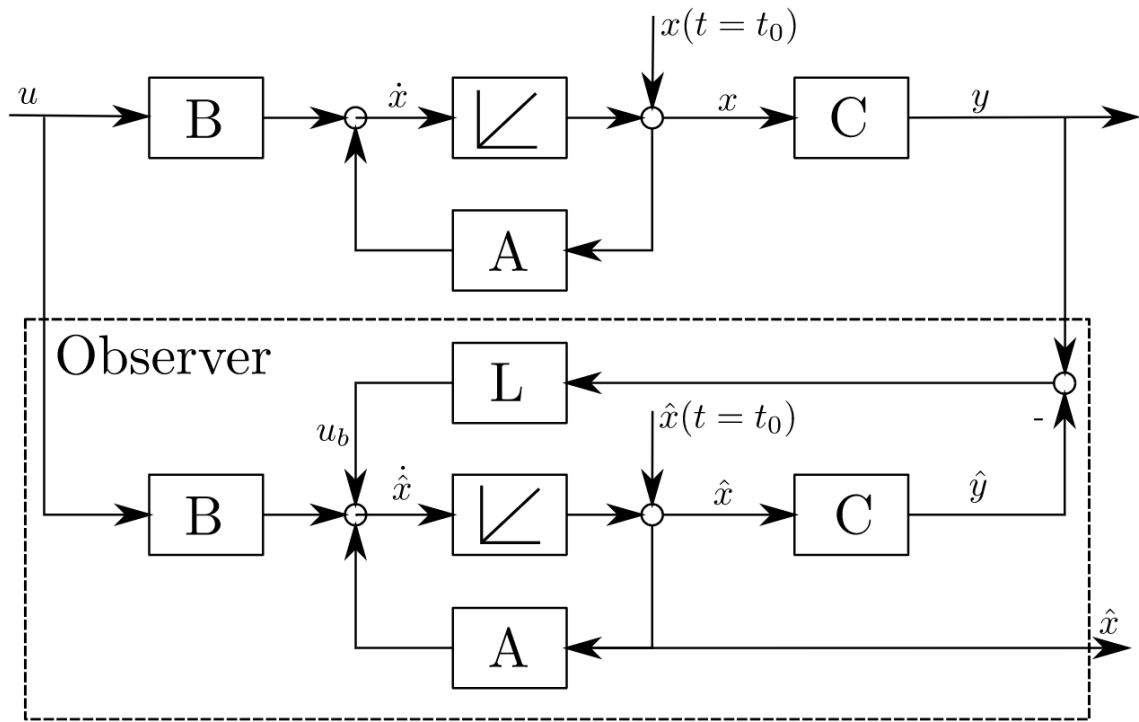 x(t = t₀)
u
B
ẋ
x
C
y
A
Observer
L
x̂(t = t₀)
-
u_b
B
x̂̇
x̂
C
ŷ
A
x̂